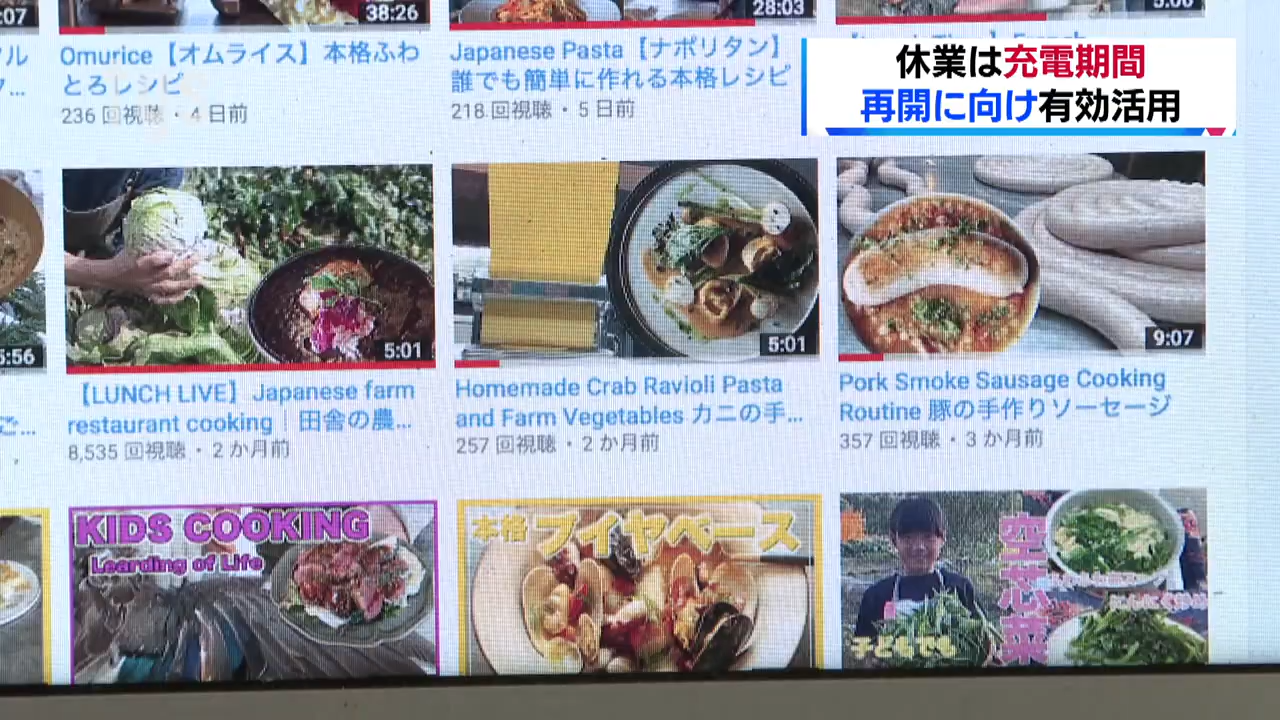 :07
38:26
28:03
5:06
休業は充電期間
再開に向け有効活用
Omurice【オムライス】本格ふわ
とろレシピ
236 回視聴・4 日前
Japanese Pasta【ナポリタン】
誰でも簡単に作れる本格レシピ
218 回視聴・5 日前
5:56
5:01
5:01
9:07
【LUNCH LIVE】Japanese farm
restaurant cooking｜田舎の農...
8,535 回視聴・2 か月前
Homemade Crab Ravioli Pasta
and Farm Vegetables カニの手...
257 回視聴・2 か月前
Pork Smoke Sausage Cooking
Routine 豚の手作りソーセージ
357 回視聴・3 か月前
ご...
KIDS COOKING
Learding of Life
本格 ブイヤベース
空芯菜
子どもでも